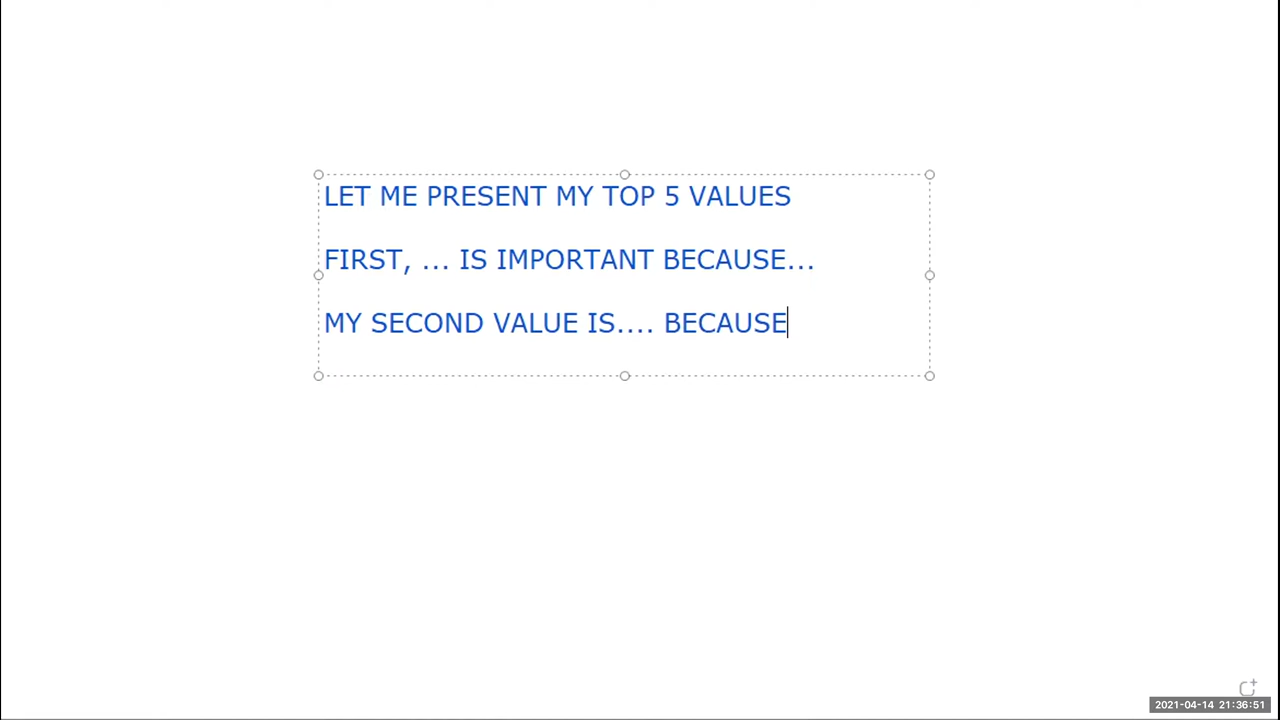 LET ME PRESENT MY TOP 5 VALUES
FIRST, ... IS IMPORTANT BECAUSE...
MY SECOND VALUE IS.... BECAUSE
2021-04-14 21:36:51